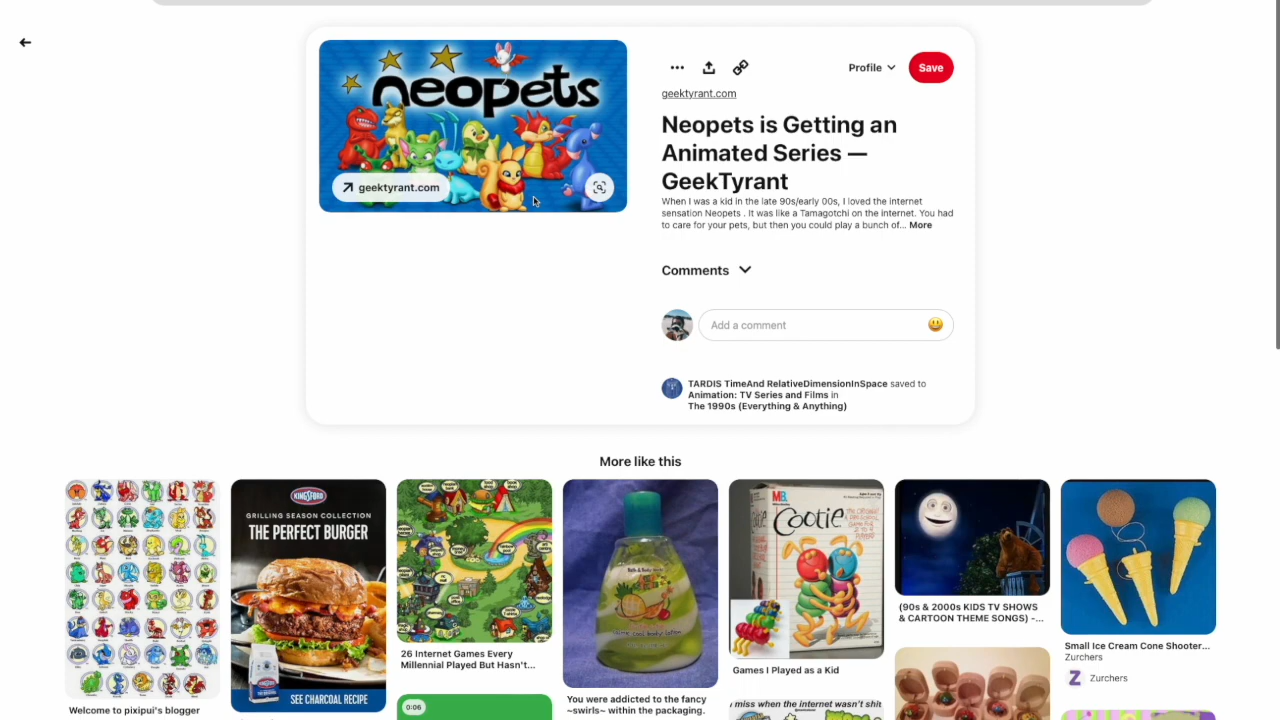 neopets
geektyrant.com
Profile
Save
geektyrant.com
Neopets is Getting an
Animated Series —
GeekTyrant
When I was a kid in the late 90s/early 00s, I loved the internet
sensation Neopets . It was like a Tamagotchi on the internet. You had
to care for your pets, but then you could play a bunch of... More
Comments
Add a comment
TARDIS TimeAnd RelativeDimensionInSpace saved to
Animation: TV Series and Films in
The 1990s (Everything & Anything)
More like this
Welcome to pixipui's blogger
KINGSFORD
GRILLING SEASON COLLECTION
THE PERFECT BURGER
SEE CHARCOAL RECIPE
26 Internet Games Every
Millennial Played But Hasn't...
0:06
Bath & Body Works
You were addicted to the fancy
~swirls~ within the packaging.
MB
Cootie
Games I Played as a Kid
my miss when the internet wasn't shit
(90s & 2000s KIDS TV SHOWS
& CARTOON THEME SONGS) -...
Small Ice Cream Cone Shooter...
Zurchers
Z
Zurchers